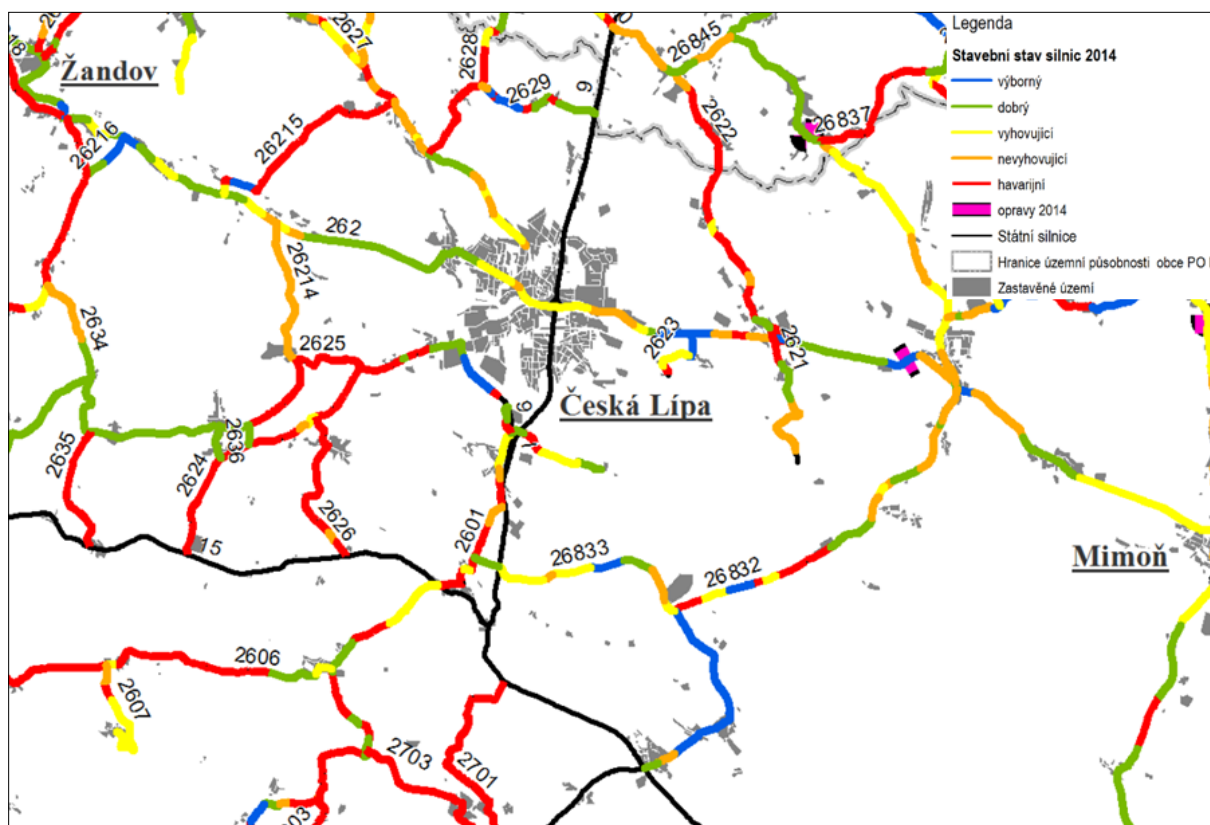 Legenda
Stavební stav silnic 2014
výborný
dobrý
vyhovující
nevyhovující
havarijní
opravy 2014
Státní silnice
Hranice územní působnosti obce PO
Zastavěné území
Žandov
Česká Lípa
Mimoň
18
2627
2628
2629
9
26845
2622
26837
26216
26215
262
26214
2634
2625
2623
2621
9
2635
2636
2624
2626
15
2601
26833
26832
2606
2607
2703
2701